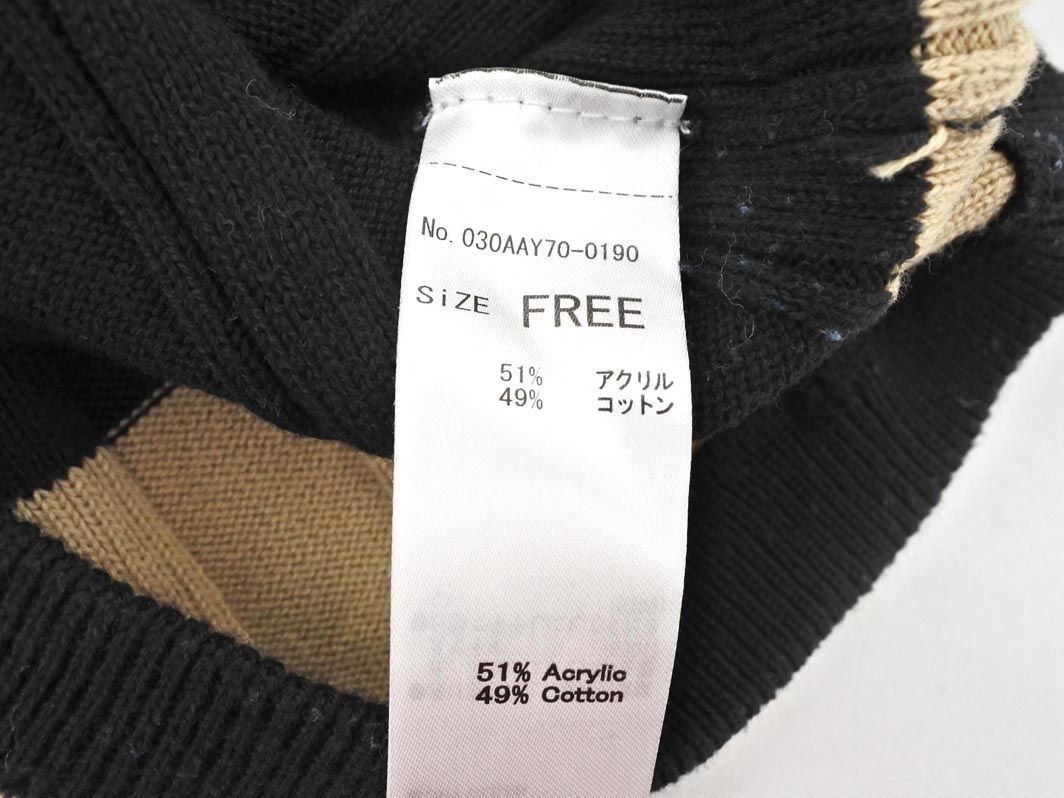 No. 030AAY70-0190
SiZE FREE
51% アクリル
49% コットン
51% Acrylic
49% Cotton